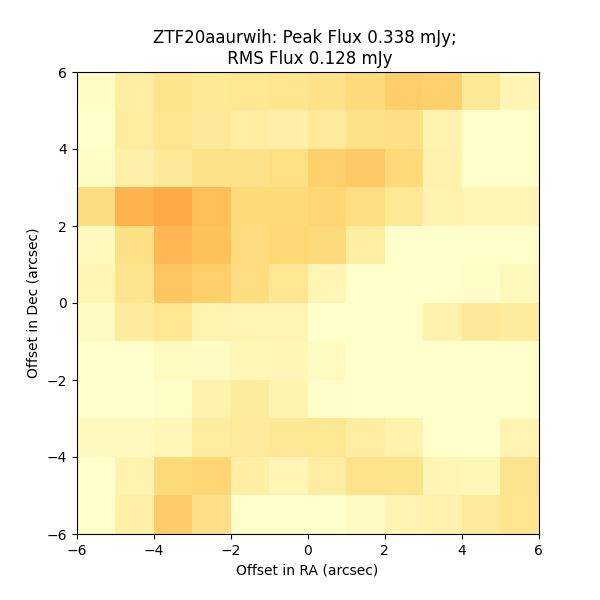 ZTF20aaurwih: Peak Flux 0.338 mJy;
RMS Flux 0.128 mJy
6
4
2
0
−2
−4
−6
Offset in Dec (arcsec)
−6 −4 −2 0 2 4 6
Offset in RA (arcsec)